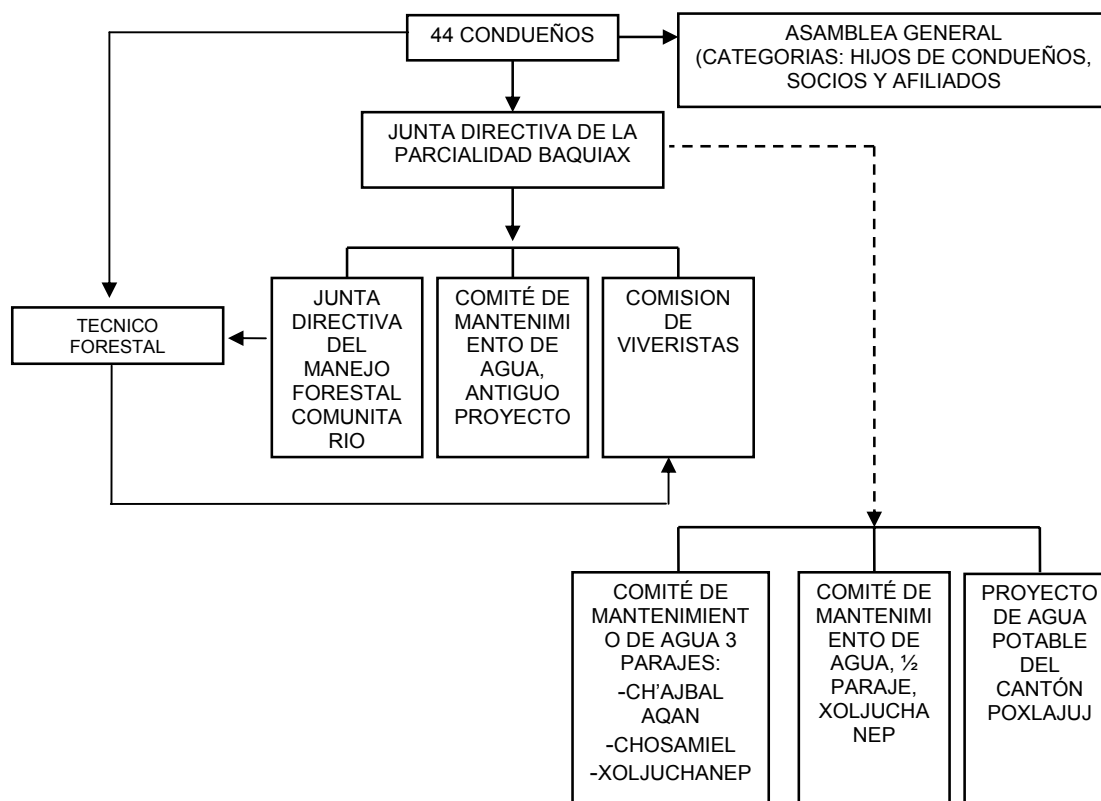 44 CONDUEÑOS
ASAMBLEA GENERAL
(CATEGORIAS: HIJOS DE CONDUEÑOS,
SOCIOS Y AFILIADOS
JUNTA DIRECTIVA DE LA
PARCIALIDAD BAQUIAX
TECNICO
FORESTAL
JUNTA
DIRECTIVA
DEL
MANEJO
FORESTAL
COMUNITA
RIO
COMITÉ DE
MANTENIMI
ENTO DE
AGUA,
ANTIGUO
PROYECTO
COMISION
DE
VIVERISTAS
COMITÉ DE
MANTENIMIENT
O DE AGUA 3
PARAJES:
-CH’AJBAL
AQAN
-CHOSAMIEL
-XOLJUCHANEP
COMITÉ DE
MANTENIMI
ENTO DE
AGUA, ½
PARAJE,
XOLJUCHA
NEP
PROYECTO
DE AGUA
POTABLE
DEL
CANTÓN
POXLAJUJ